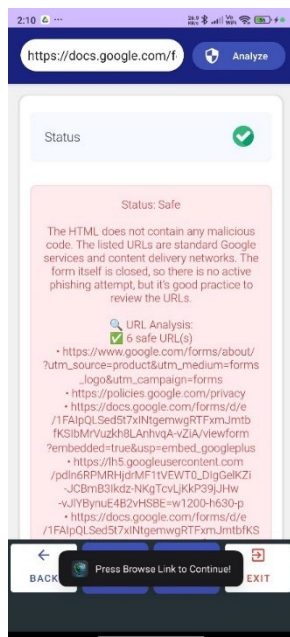 2:10
https://docs.google.com/f
Analyze
Status
Status: Safe
The HTML does not contain any malicious
code. The listed URLs are standard Google
services and content delivery networks. The
form itself is closed, so there is no active
phishing attempt, but it's good practice to
review the URLs.
URL Analysis:
6 safe URL(s)
• https://www.google.com/forms/about/
?utm_source=product&utm_medium=forms
_logo&utm_campaign=forms
• https://policies.google.com/privacy
• https://docs.google.com/forms/d/e
/1FAIpQLSed5t7xINtgemwgRTFxmJmtb
fKSIbMrVuzkh8LAnhvqA-vZiA/viewform
?embedded=true&usp=embed_googleplus
• https://lh5.googleusercontent.com
/pdIn6RPMRHjdrMF1tVEWT0_DIgGelKZi
-JCBmB3Ikdz-NKgTcvLjKkP39jJHw
-vJlYBynuE4B2vHSBE=w1200-h630-p
• https://docs.google.com/forms/d/e
/1FAIpQLSed5t7xINtgemwgRTFxmJmtbfKS
BACK
Press Browse Link to Continue!
EXIT